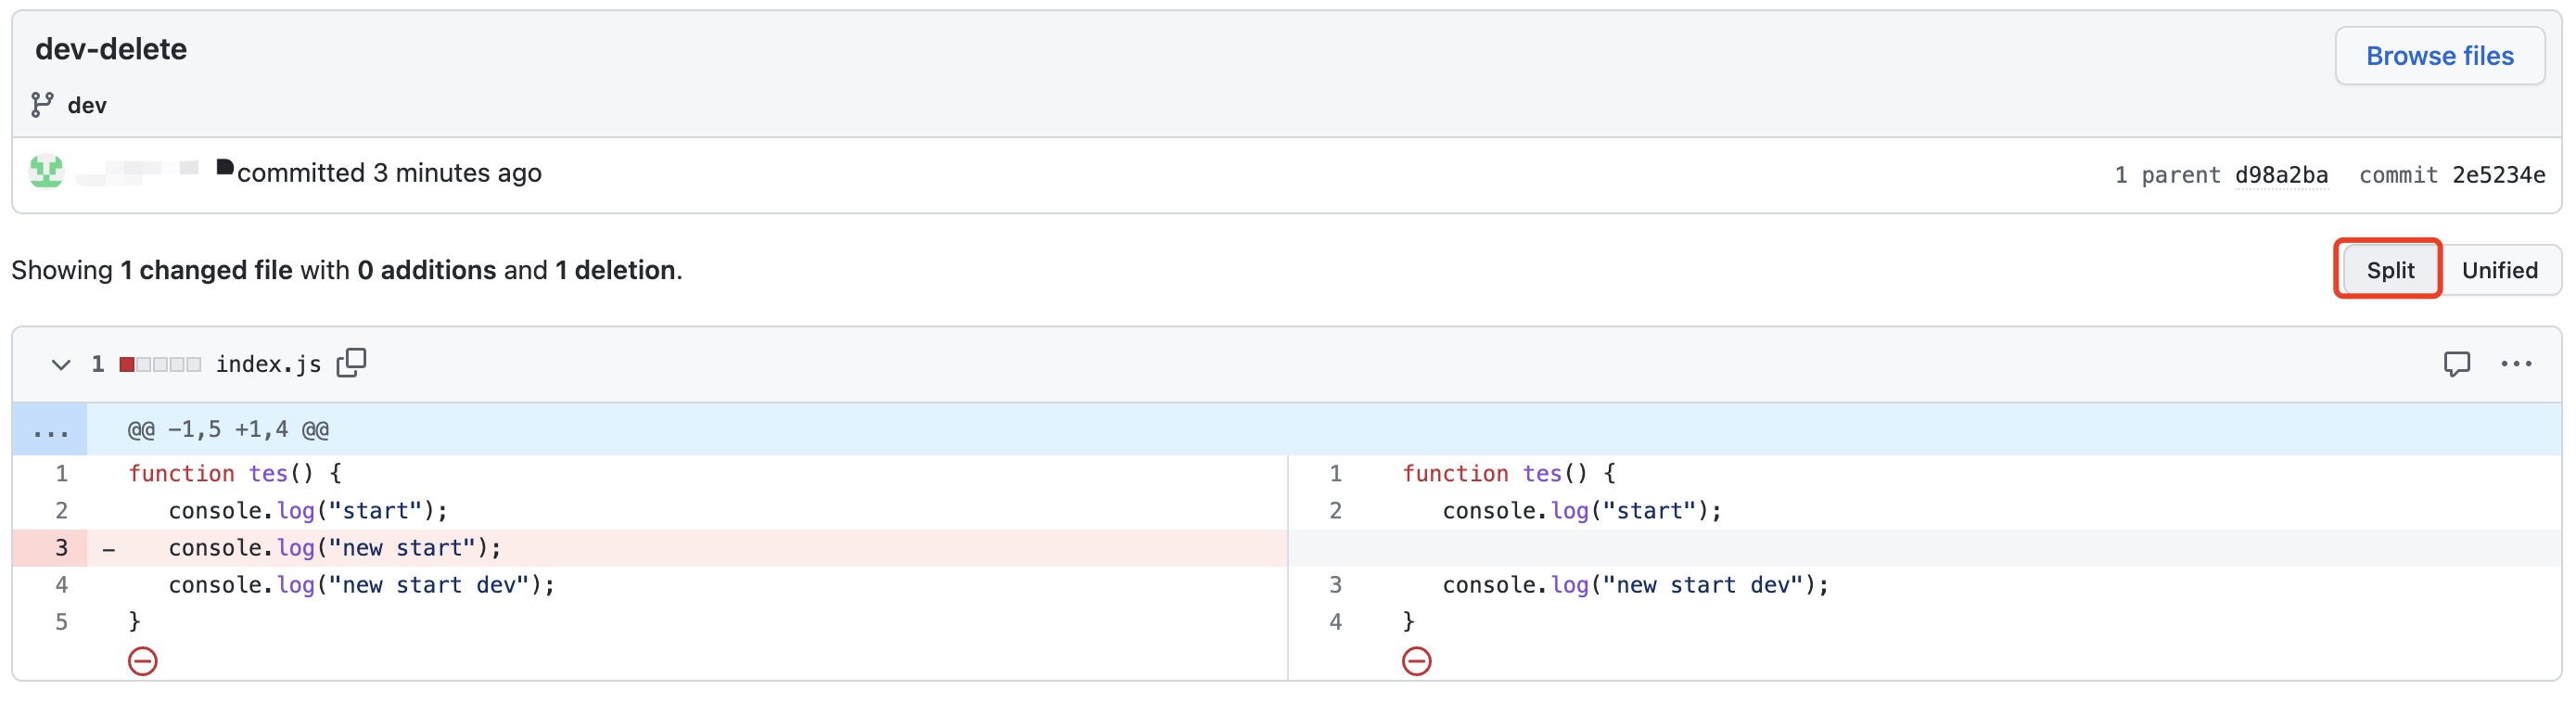 dev-delete
Browse files
dev
committed 3 minutes ago
1 parent d98a2ba commit 2e5234e
Showing 1 changed file with 0 additions and 1 deletion.
Split Unified
1 index.js
... @@ -1,5 +1,4 @@
1 function tes() { 1 function tes() {
2 console.log("start"); 2 console.log("start");
3 - console.log("new start");
4 console.log("new start dev"); 3 console.log("new start dev");
5 } 4 }